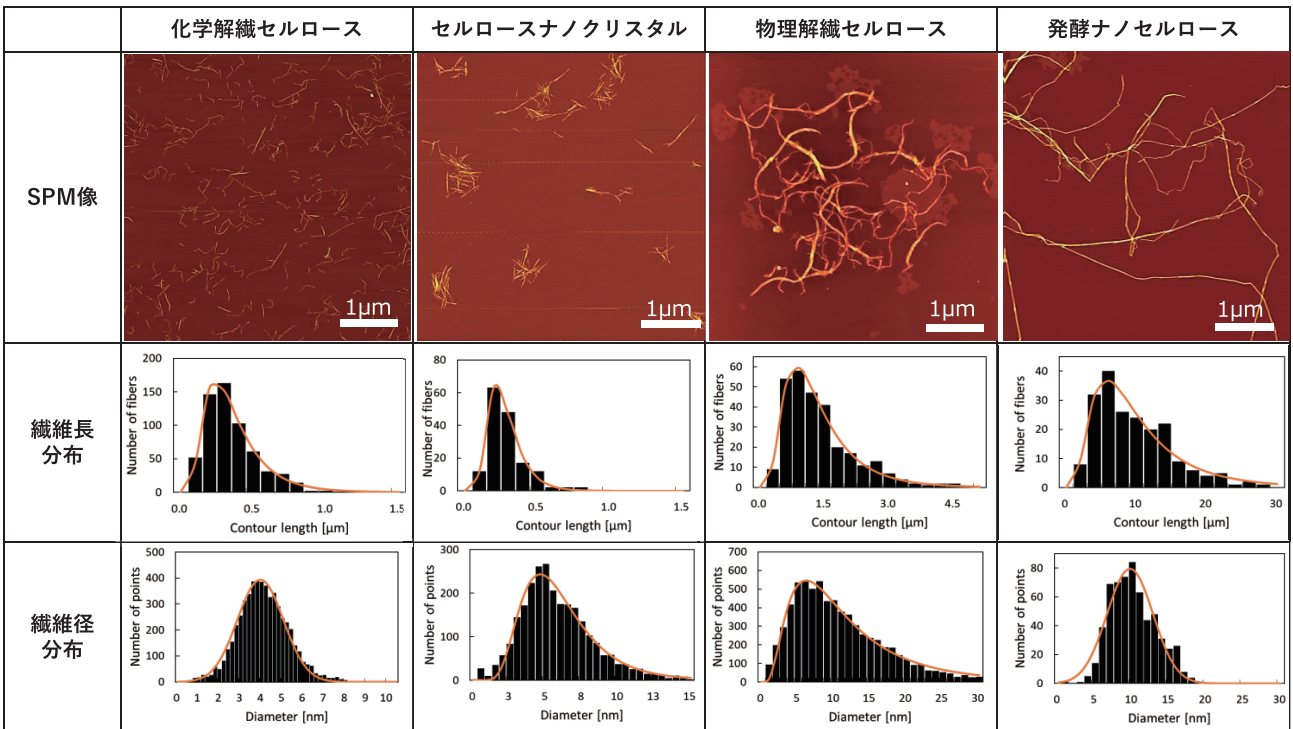 化学解繊セルロース
セルロースナノクリスタル
物理解繊セルロース
発酵ナノセルロース
SPM像
1μm
1μm
1μm
1μm
繊維長
分布
Number of fibers
200
150
100
50
0
0.0 0.5 1.0 1.5
Contour length [μm]
Number of fibers
80
60
40
20
0
0.0 0.5 1.0 1.5
Contour length [μm]
Number of fibers
60
50
40
30
20
10
0
0.0 1.5 3.0 4.5
Contour length [μm]
Number of fibers
40
30
20
10
0
0 10 20 30
Contour length [μm]
繊維径
分布
Number of points
500
400
300
200
100
0
0 1 2 3 4 5 6 7 8 9 10
Diameter [nm]
Number of points
300
200
100
0
0 3 5 8 10 13 15
Diameter [nm]
Number of points
700
600
500
400
300
200
100
0
0 5 10 15 20 25 30
Diameter [nm]
Number of points
80
60
40
20
0
0 5 10 15 20 25 30
Diameter [nm]